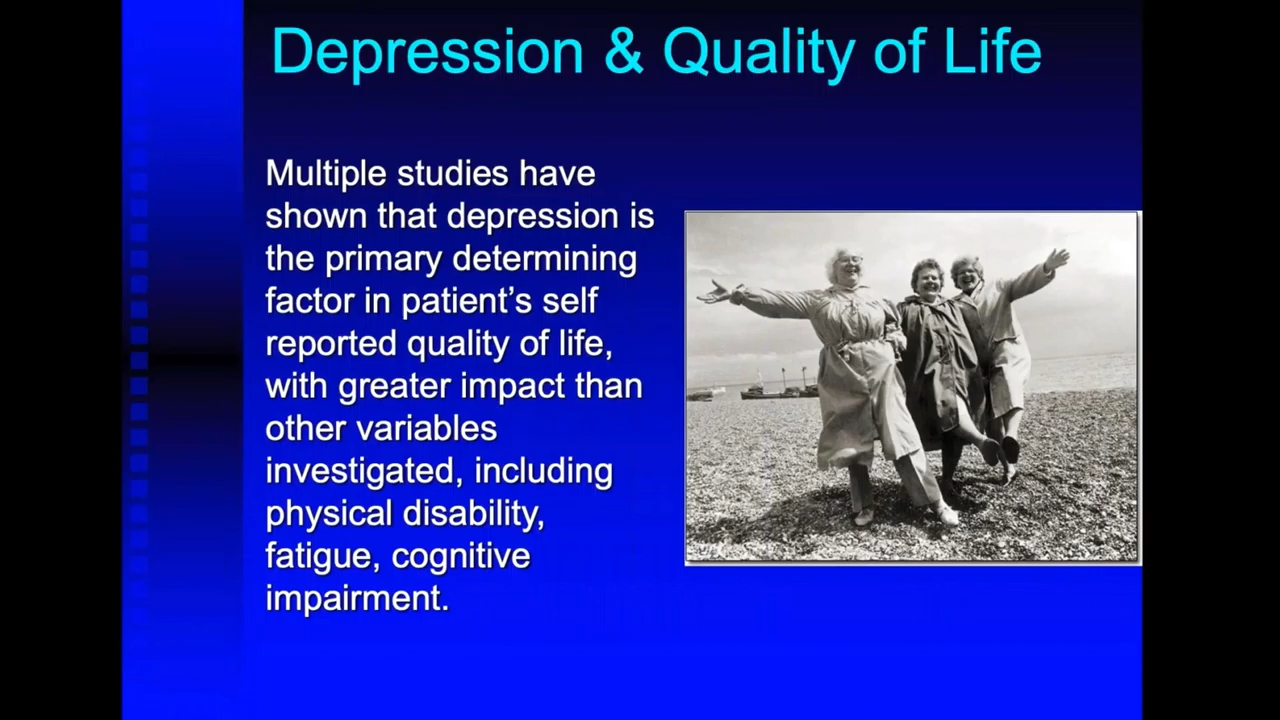 Depression & Quality of Life
Multiple studies have
shown that depression is
the primary determining
factor in patient’s self
reported quality of life,
with greater impact than
other variables
investigated, including
physical disability,
fatigue, cognitive
impairment.